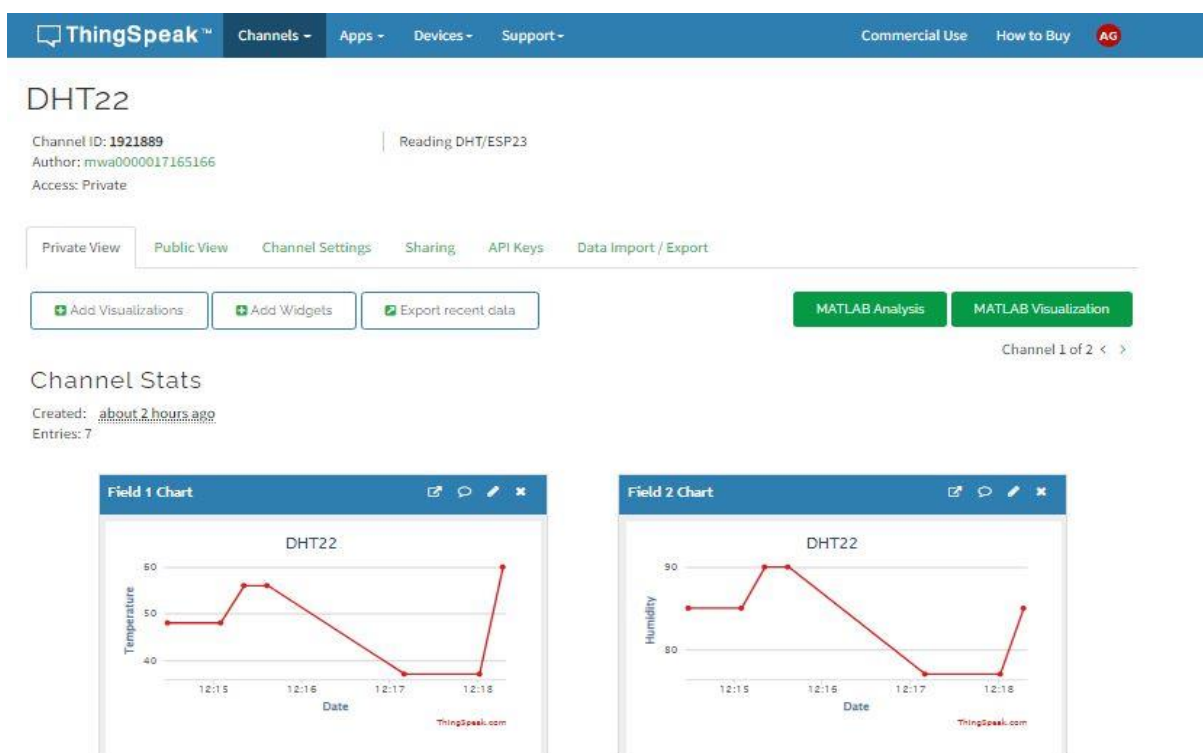 ThingSpeak™ Channels Apps Devices Support Commercial Use How to Buy AG
DHT22
Channel ID: 1921889
Author: mwa0000017165166
Access: Private
Reading DHT/ESP23
Private View Public View Channel Settings Sharing API Keys Data Import / Export
Add Visualizations Add Widgets Export recent data MATLAB Analysis MATLAB Visualization
Channel 1 of 2 < >
Channel Stats
Created: about 2 hours ago
Entries: 7
Field 1 Chart
DHT22
Temperature
60
50
40
12:15 12:16 12:17 12:18
Date
ThingSpeak.com
Field 2 Chart
DHT22
Humidity
90
80
12:15 12:16 12:17 12:18
Date
ThingSpeak.com